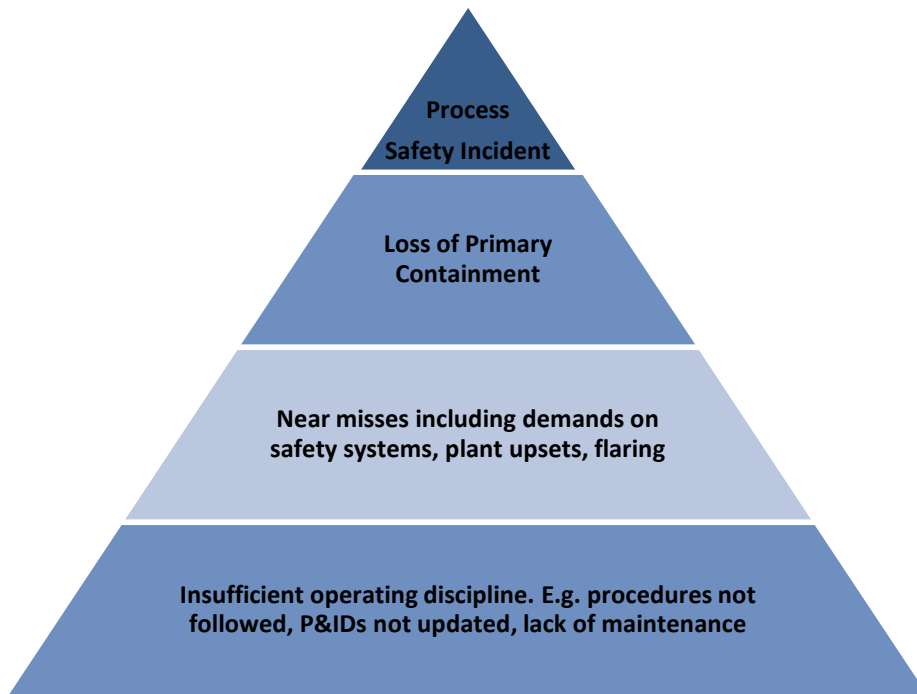 Process
Safety Incident
Loss of Primary
Containment
Near misses including demands on
safety systems, plant upsets, flaring
Insufficient operating discipline. E.g. procedures not
followed, P&IDs not updated, lack of maintenance